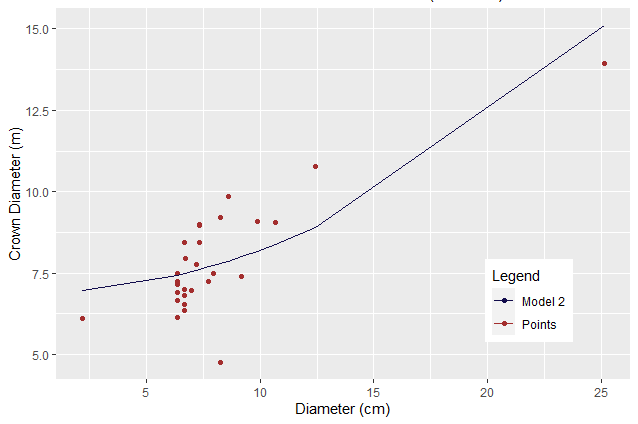 15.0
12.5
10.0
7.5
5.0
Crown Diameter (m)
Legend
Model 2
Points
5 10 15 20 25
Diameter (cm)